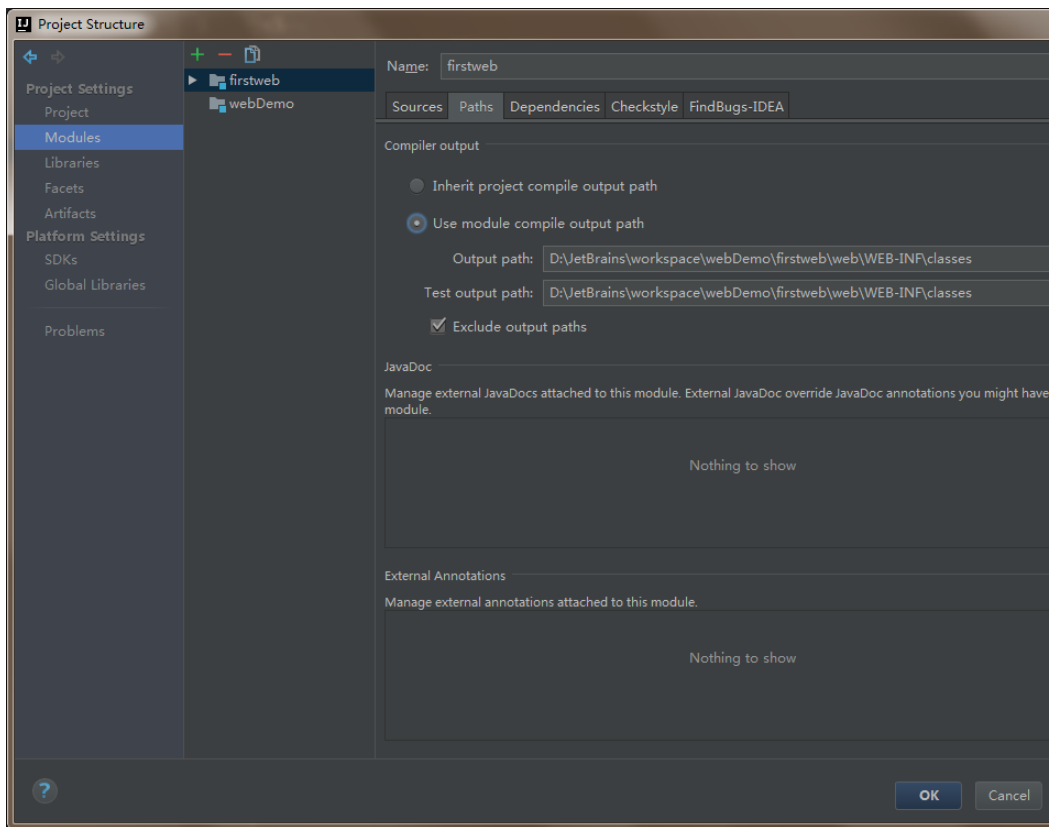 Project Structure
Project Settings
Project
Modules
Libraries
Facets
Artifacts
Platform Settings
SDKs
Global Libraries
Problems
firstweb
webDemo
Name: firstweb
Sources Paths Dependencies Checkstyle FindBugs-IDEA
Compiler output
Inherit project compile output path
Use module compile output path
Output path: D:\JetBrains\workspace\webDemo\firstweb\web\WEB-INF\classes
Test output path: D:\JetBrains\workspace\webDemo\firstweb\web\WEB-INF\classes
Exclude output paths
JavaDoc
Manage external JavaDocs attached to this module. External JavaDoc override JavaDoc annotations you might have
module.
Nothing to show
External Annotations
Manage external annotations attached to this module.
Nothing to show
?
OK Cancel